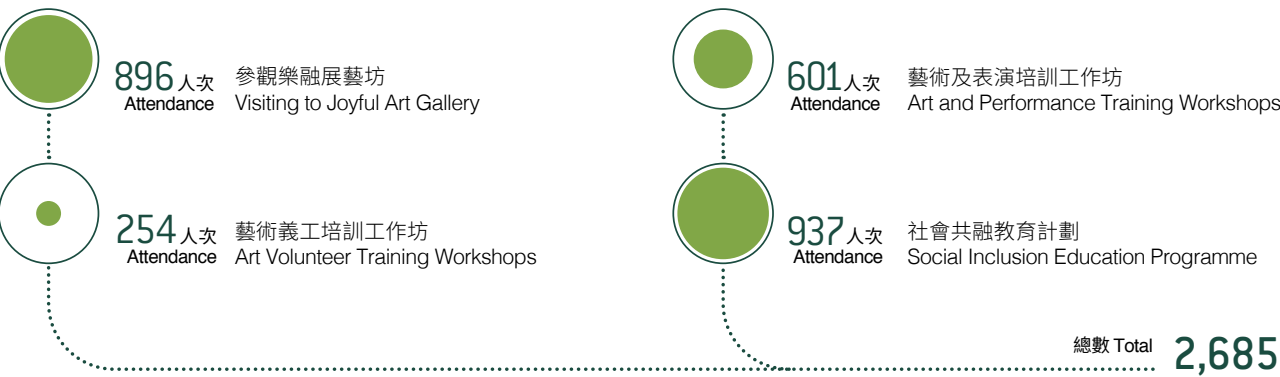 896人次 參觀樂融展藝坊
Attendance Visiting to Joyful Art Gallery
601人次 藝術及表演培訓工作坊
Attendance Art and Performance Training Workshops
254人次 藝術義工培訓工作坊
Attendance Art Volunteer Training Workshops
937人次 社會共融教育計劃
Attendance Social Inclusion Education Programme
總數 Total 2,685